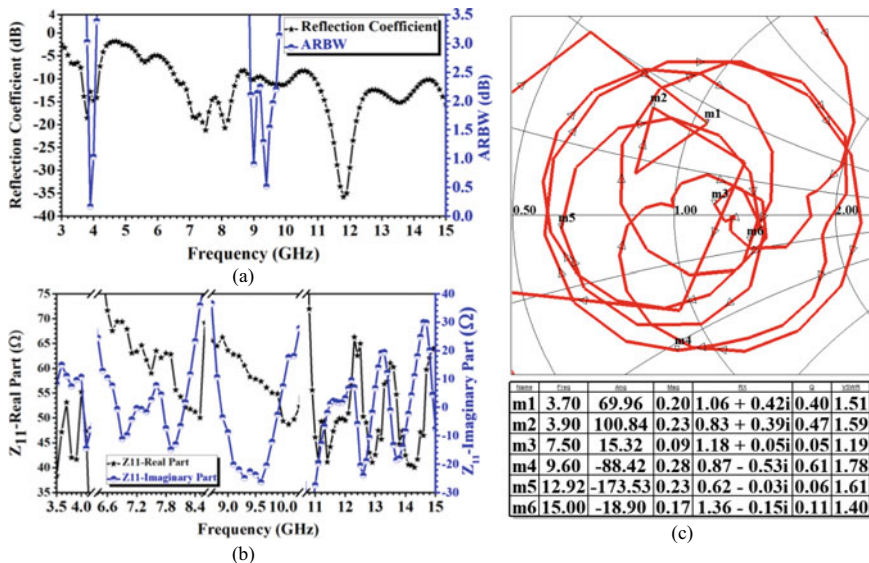 4
0
-5
-10
-15
-20
-25
-30
-35
-40
Reflection Coefficient (dB)
Reflection Coefficient
ARBW
3.5
3.0
2.5
2.0
1.5
1.0
0.5
0.0
ARBW (dB)
3 4 5 6 7 8 9 10 11 12 13 14 15
Frequency (GHz)
(a)
75
70
65
60
55
50
45
40
35
Z11-Real Part (Ω)
Z11-Real Part
Z11-Imaginary Part
40
30
20
10
0
-10
-20
-30
Z11-Imaginary Part (Ω)
3.5 4.0 6.6 7.2 7.8 8.4 9.0 9.5 10.0 11 12 13 14 15
Frequency (GHz)
(b)
m2
m1
m3
0.50
m5
1.00
m6
2.00
m4
Name Freq Ang Mag RX Q VSWR
m1 3.70 69.96 0.20 1.06 + 0.42i 0.40 1.51
m2 3.90 100.84 0.23 0.83 + 0.39i 0.47 1.59
m3 7.50 15.32 0.09 1.18 + 0.05i 0.05 1.19
m4 9.60 -88.42 0.28 0.87 - 0.53i 0.61 1.78
m5 12.92 -173.53 0.23 0.62 - 0.03i 0.06 1.61
m6 15.00 -18.90 0.17 1.36 - 0.15i 0.11 1.40
(c)